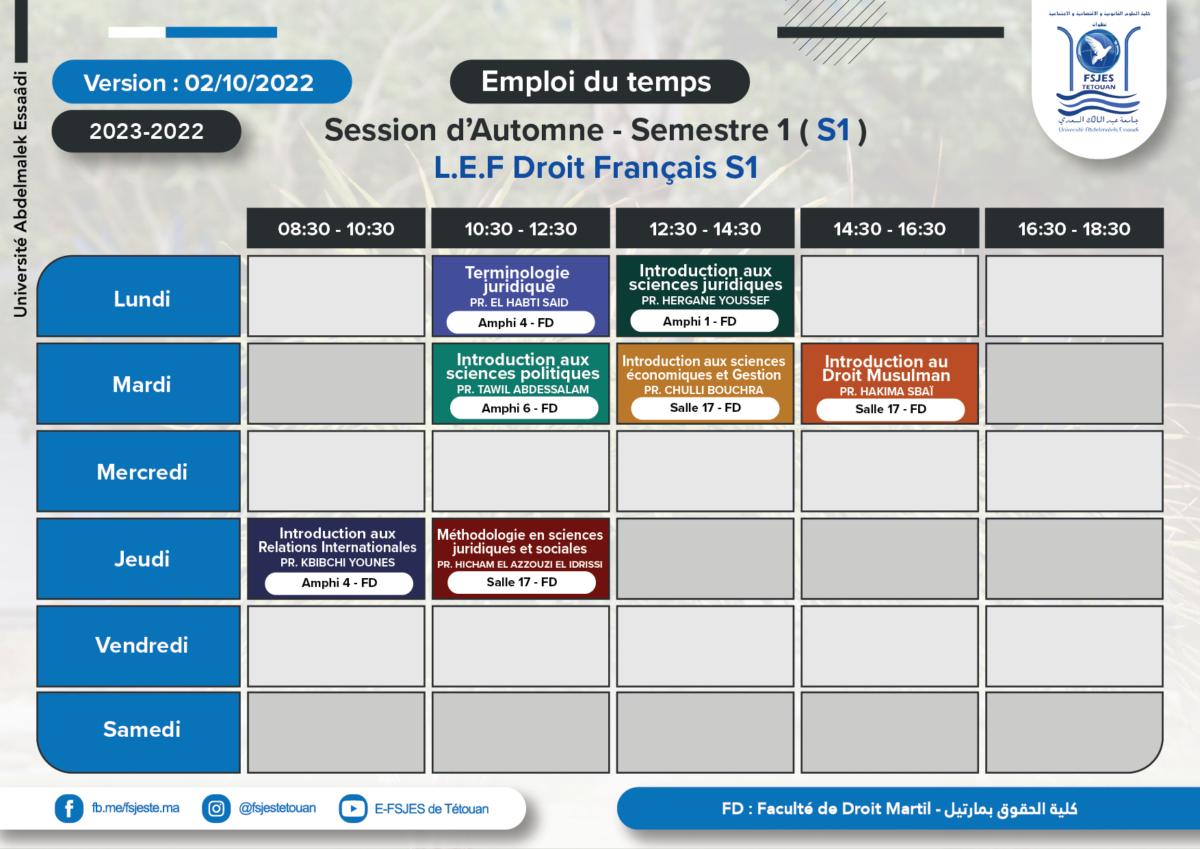 Université Abdelmalek Essaâdi
Version : 02/10/2022
2023-2022
Emploi du temps
Session d’Automne - Semestre 1 ( S1 )
L.E.F Droit Français S1
كلية العلوم القانونية و الاقتصادية و الاجتماعية
تطوان
FSJES
TETOUAN
جامعة عبد المالك السعدي
Université Abdelmalek Essaadi
08:30 - 10:30
10:30 - 12:30
12:30 - 14:30
14:30 - 16:30
16:30 - 18:30
Lundi
Terminologie
juridique
PR. EL HABTI SAID
Amphi 4 - FD
Introduction aux
sciences juridiques
PR. HERGANE YOUSSEF
Amphi 1 - FD
Mardi
Introduction aux
sciences politiques
PR. TAWIL ABDESSALAM
Amphi 6 - FD
Introduction aux sciences
économiques et Gestion
PR. CHULLI BOUCHRA
Salle 17 - FD
Introduction au
Droit Musulman
PR. HAKIMA SBAÏ
Salle 17 - FD
Mercredi
Jeudi
Introduction aux
Relations Internationales
PR. KBIBCHI YOUNES
Amphi 4 - FD
Méthodologie en sciences
juridiques et sociales
PR. HICHAM EL AZZOUZI EL IDRISSI
Salle 17 - FD
Vendredi
Samedi
fb.me/fsjeste.ma
@fsjestetouan
E-FSJES de Tétouan
FD : Faculté de Droit Martil - كلية الحقوق بمارتيل